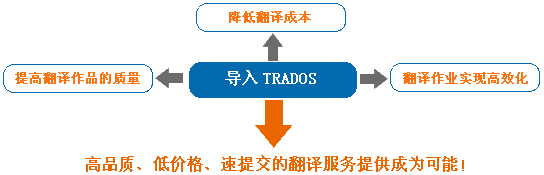 降低翻译成本
提高翻译作品的质量
导入 TRADOS
翻译作业实现高效化
高品质、低价格、速提交的翻译服务提供成为可能!